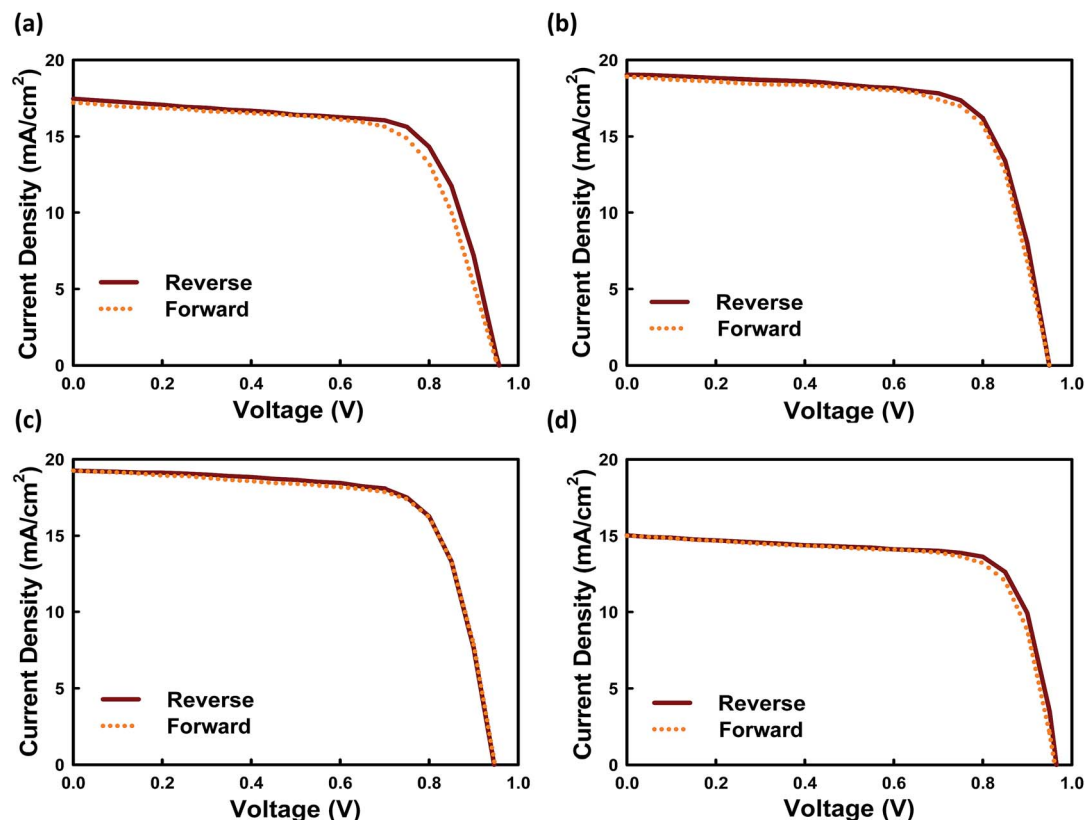 (a)
20
15
10
5
0
Current Density (mA/cm²)
Reverse
Forward
0.0 0.2 0.4 0.6 0.8 1.0
Voltage (V)
(b)
20
15
10
5
0
Current Density (mA/cm²)
Reverse
Forward
0.0 0.2 0.4 0.6 0.8 1.0
Voltage (V)
(c)
20
15
10
5
0
Current Density (mA/cm²)
Reverse
Forward
0.0 0.2 0.4 0.6 0.8 1.0
Voltage (V)
(d)
20
15
10
5
0
Current Density (mA/cm²)
Reverse
Forward
0.0 0.2 0.4 0.6 0.8 1.0
Voltage (V)